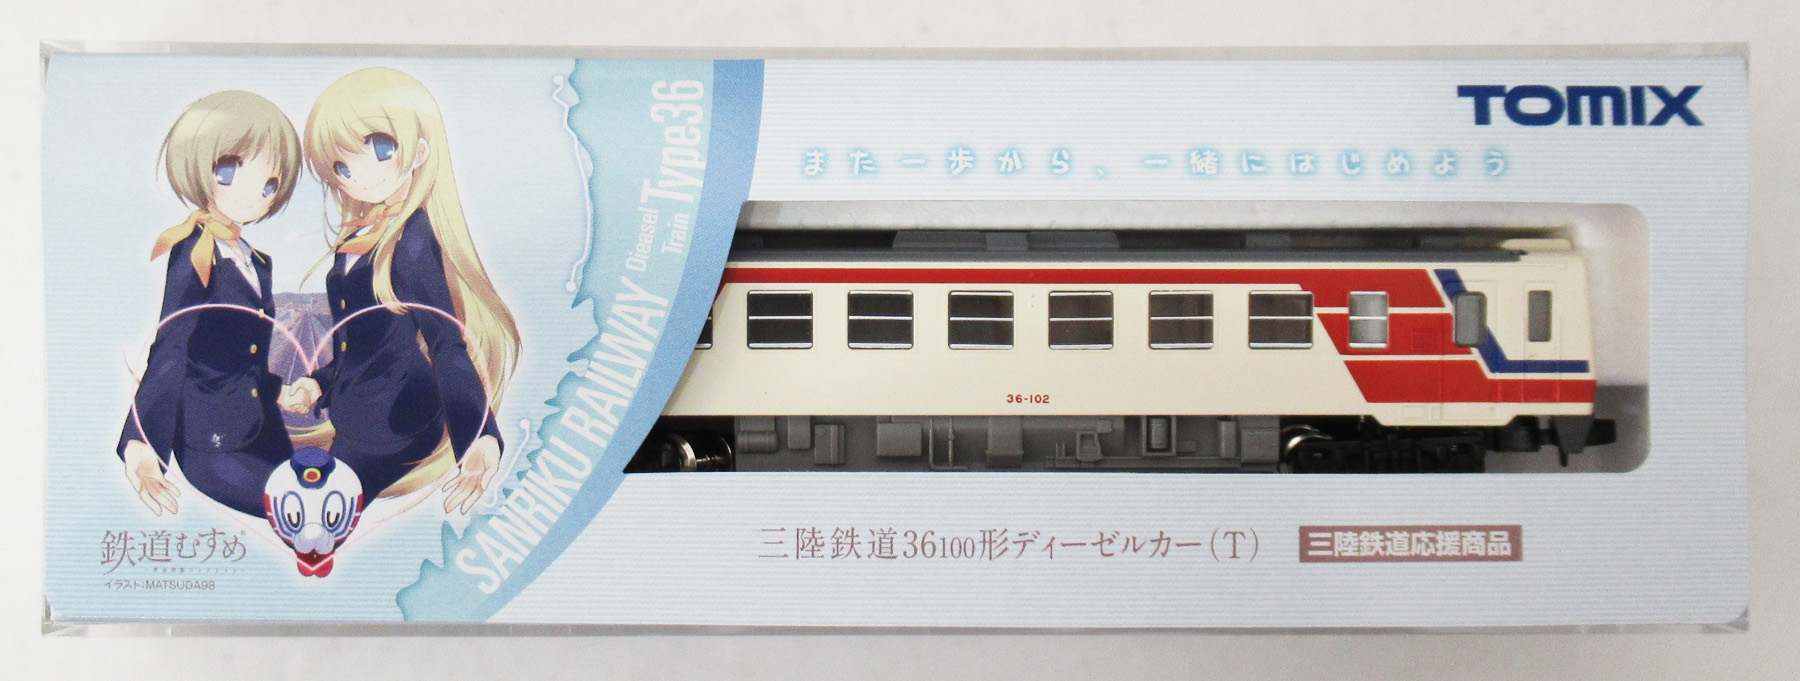 TOMIX
また一歩から、一緒にはじめよう
SANRIKU RAILWAY Dieasel Train Type36
36-102
三陸鉄道36100形ディーゼルカー(T)
三陸鉄道応援商品
鉄道むすめ
イラスト:MATSUDA98